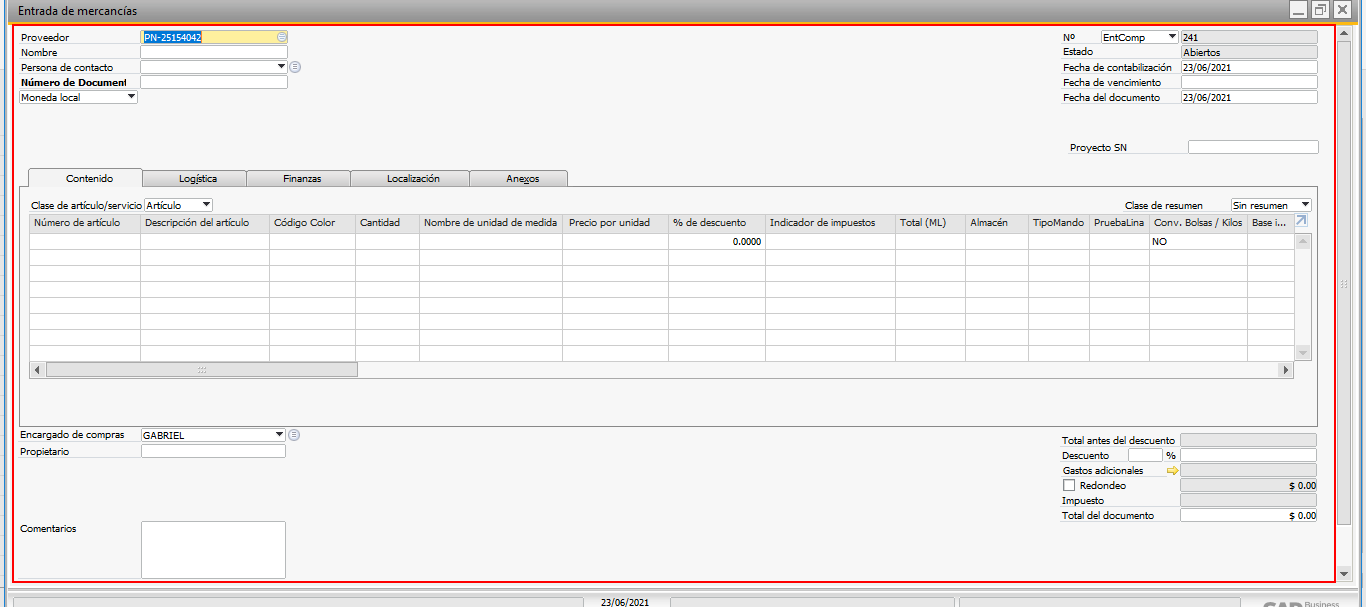 Entrada de mercancías
Proveedor PN-25154042
Nombre
Persona de contacto
Número de Document
Moneda local
Nº EntComp 241
Estado Abiertos
Fecha de contabilización 23/06/2021
Fecha de vencimiento
Fecha del documento 23/06/2021
Proyecto SN
Contenido Logística Finanzas Localización Anexos
Clase de artículo/servicio Artículo Clase de resumen Sin resumen
Número de artículo Descripción del artículo Código Color Cantidad Nombre de unidad de medida Precio por unidad % de descuento Indicador de impuestos Total (ML) Almacén TipoMando PruebaLina Conv. Bolsas / Kilos Base i...
0.0000 NO
Encargado de compras GABRIEL
Propietario
Comentarios
Total antes del descuento
Descuento %
Gastos adicionales
Redondeo $ 0.00
Impuesto
Total del documento $ 0.00
23/06/2021
SAP Business